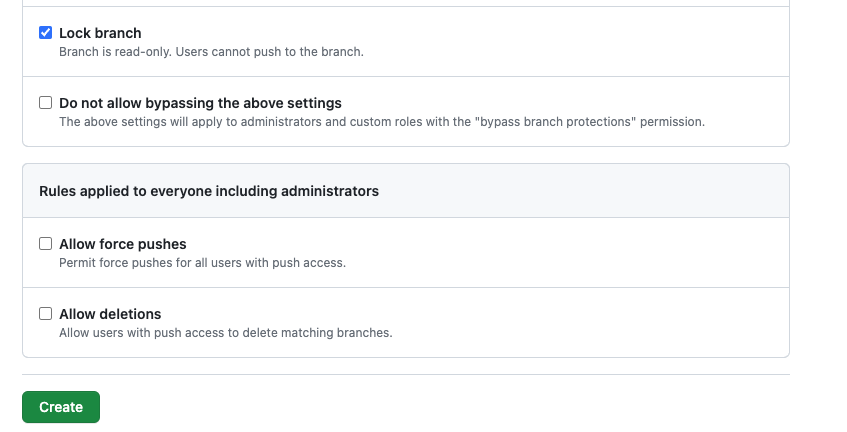 Lock branch
Branch is read-only. Users cannot push to the branch.
Do not allow bypassing the above settings
The above settings will apply to administrators and custom roles with the "bypass branch protections" permission.
Rules applied to everyone including administrators
Allow force pushes
Permit force pushes for all users with push access.
Allow deletions
Allow users with push access to delete matching branches.
Create